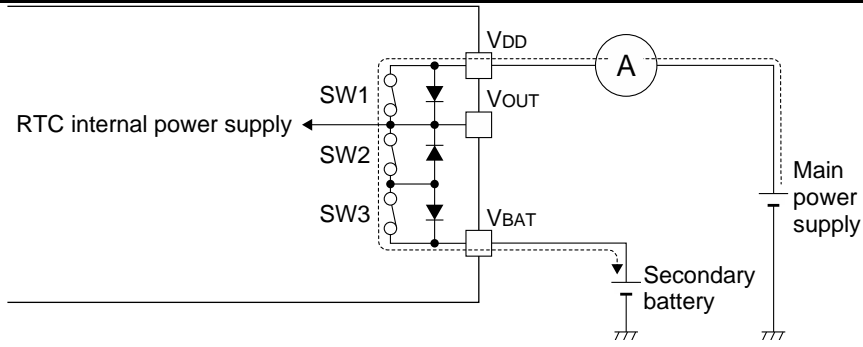 VDD
A
SW1
VOUT
RTC internal power supply
SW2
Main
power
supply
SW3
VBAT
Secondary
battery